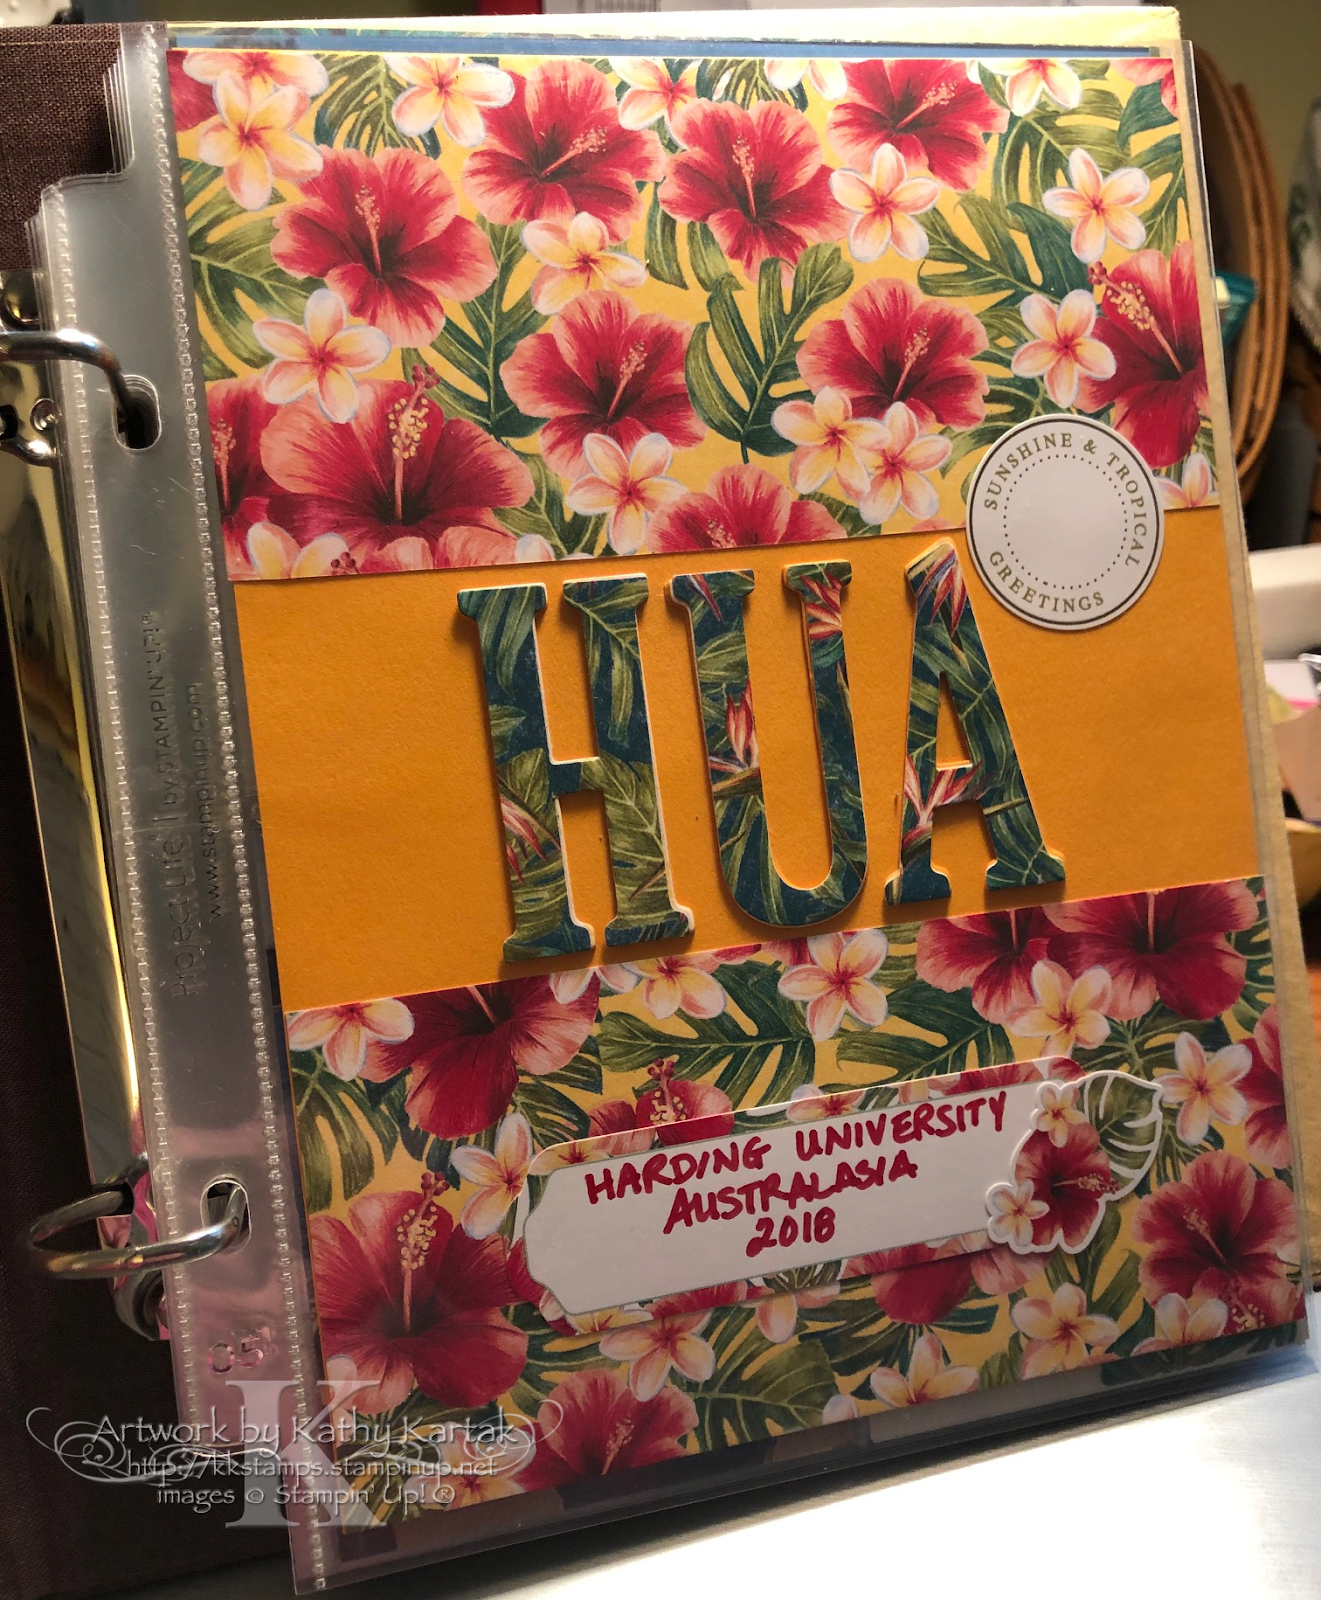 SUNSHINE & TROPICAL
GREETINGS
HUA
HARDING UNIVERSITY
AUSTRALASIA
2018
Project Life | by STAMPIN' UP!®
www.stampinup.com
05
K
Artwork by Kathy Kartak
http://kkstamps.stampinup.net
images © Stampin' Up! ®